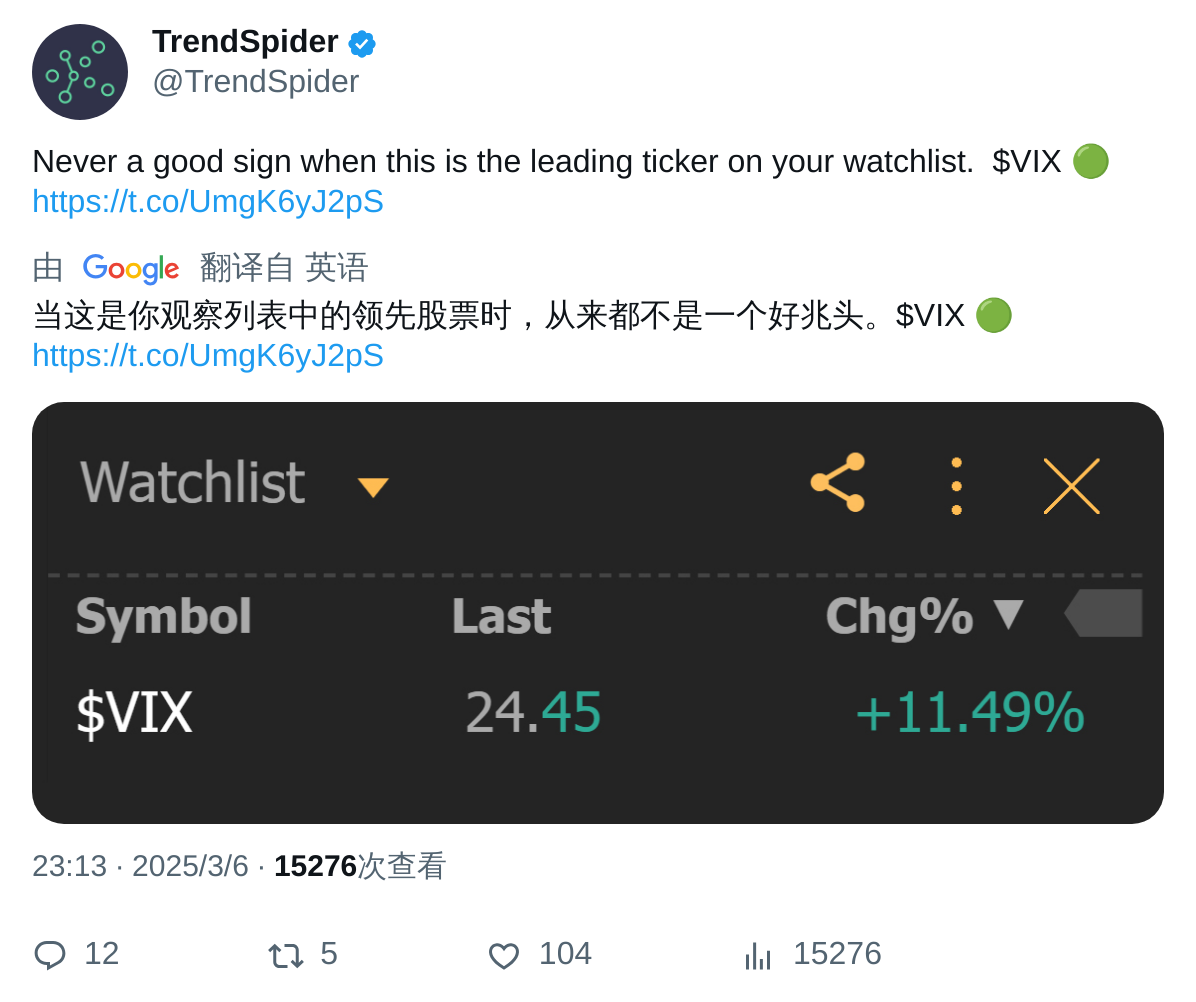 TrendSpider
@TrendSpider
Never a good sign when this is the leading ticker on your watchlist.  $VIX 🟢
https://t.co/UmgK6yJ2pS
由 Google 翻译自 英语
当这是你观察列表中的领先股票时，从来都不是一个好兆头。$VIX 🟢
https://t.co/UmgK6yJ2pS
Watchlist
Symbol Last Chg% ▼
$VIX 24.45 +11.49%
23:13 · 2025/3/6 · 15276次查看
12 5 104 15276